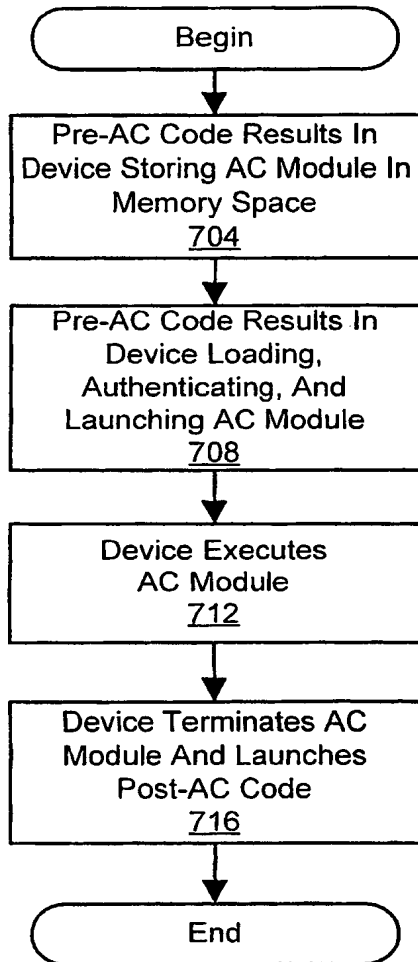 Begin
Pre-AC Code Results In
Device Storing AC Module In
Memory Space
704
Pre-AC Code Results In
Device Loading,
Authenticating, And
Launching AC Module
708
Device Executes
AC Module
712
Device Terminates AC
Module And Launches
Post-AC Code
716
End